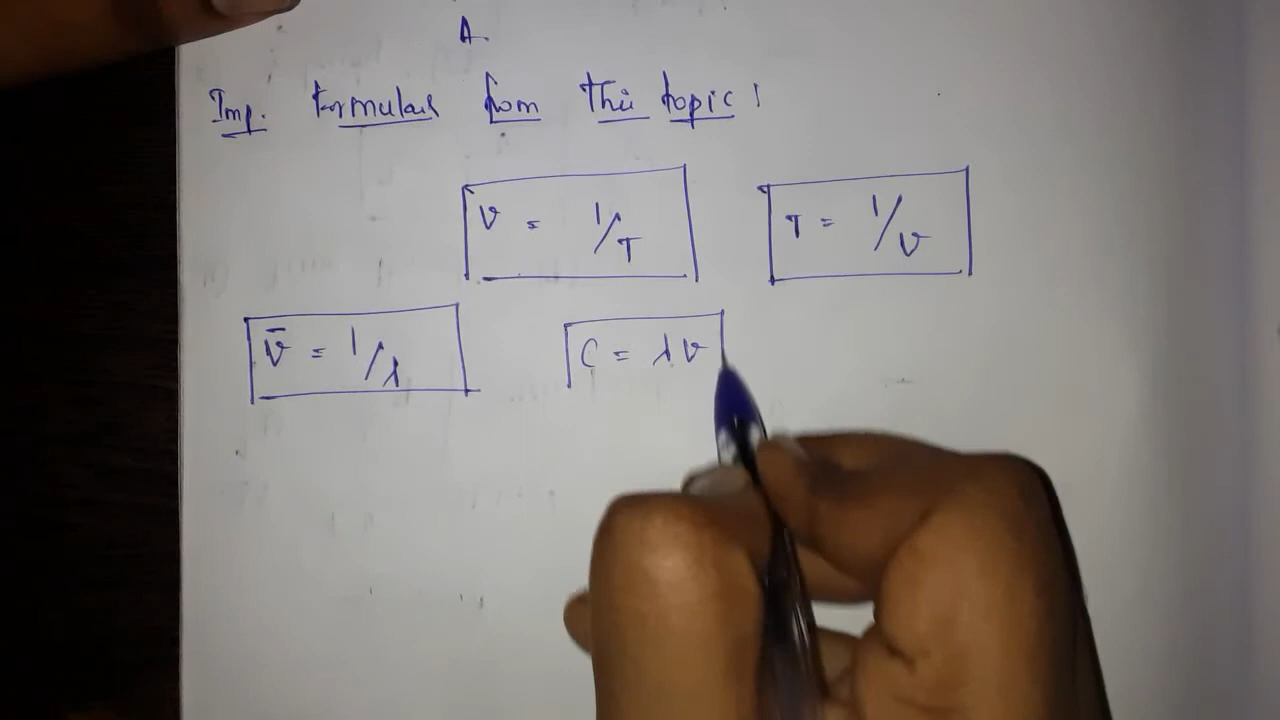 A.
Imp. formulas from this topic:
ν = 1/T
T = 1/ν
ν̄ = 1/λ
C = λν